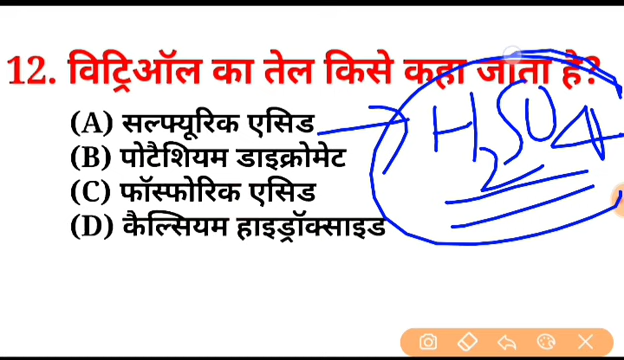 12. विट्रिऑल का तेल किसे कहा जाता है?
(A) सल्फ्यूरिक एसिड
H₂SO4
(B) पोटैशियम डाइक्रोमेट
(C) फॉस्फोरिक एसिड
(D) कैल्सियम हाइड्रॉक्साइड